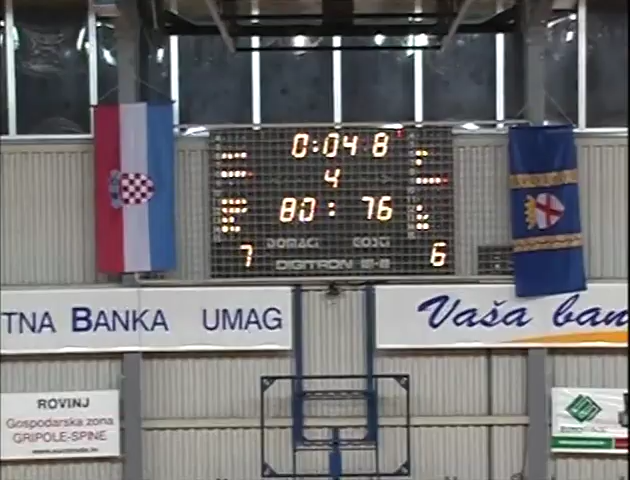 0:04 8
4
80 : 76
DOMAĆI GOSTI
7 6
DIGITRON
TNA BANKA UMAG
Vaša ban
ROVINJ
Gospodarska zona
GRIPOLE-SPINE